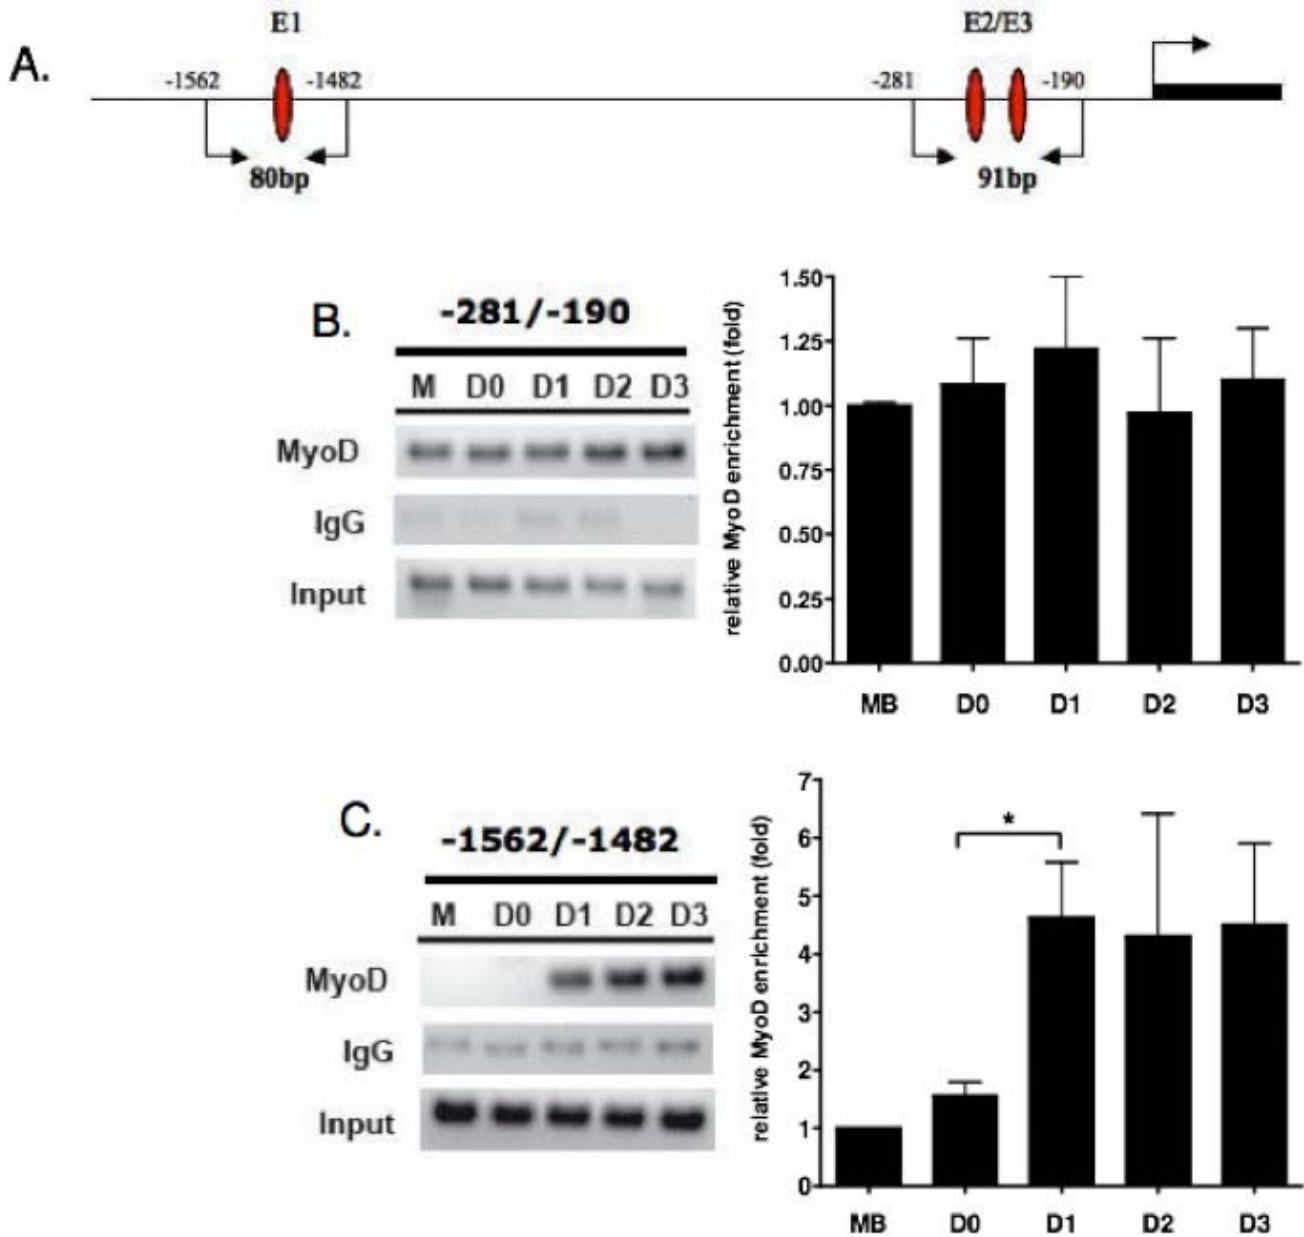 A.
E1
E2/E3
-1562
-1482
-281
-190
80bp
91bp
B.
-281/-190
M D0 D1 D2 D3
MyoD
IgG
Input
relative MyoD enrichment (fold)
1.50
1.25
1.00
0.75
0.50
0.25
0.00
MB D0 D1 D2 D3
C.
-1562/-1482
M D0 D1 D2 D3
MyoD
IgG
Input
relative MyoD enrichment (fold)
7
6
5
4
3
2
1
0
*
MB D0 D1 D2 D3